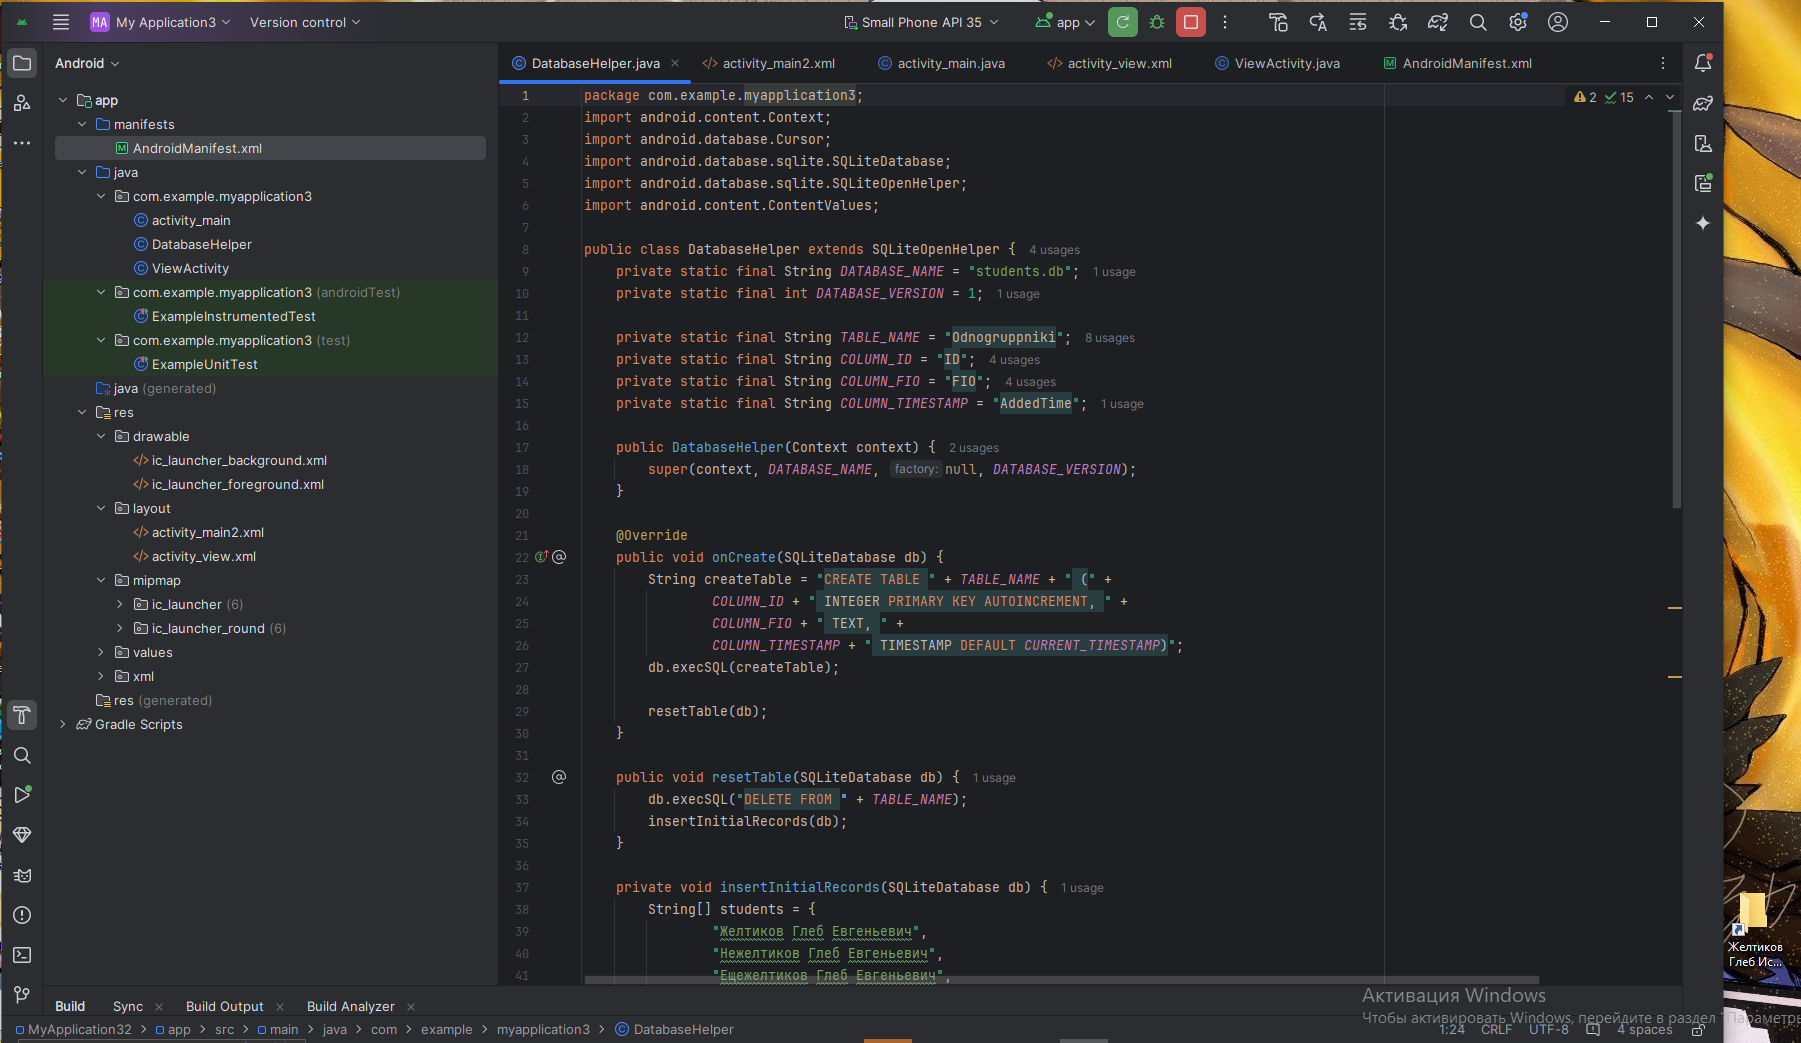 MA My Application3 Version control Small Phone API 35 app
Android
DatabaseHelper.java activity_main2.xml activity_main.java activity_view.xml ViewActivity.java AndroidManifest.xml
app
manifests
AndroidManifest.xml
java
com.example.myapplication3
activity_main
DatabaseHelper
ViewActivity
com.example.myapplication3 (androidTest)
ExampleInstrumentedTest
com.example.myapplication3 (test)
ExampleUnitTest
java (generated)
res
drawable
ic_launcher_background.xml
ic_launcher_foreground.xml
layout
activity_main2.xml
activity_view.xml
mipmap
ic_launcher (6)
ic_launcher_round (6)
values
xml
res (generated)
Gradle Scripts
2 15
1 package com.example.myapplication3;
2 import android.content.Context;
3 import android.database.Cursor;
4 import android.database.sqlite.SQLiteDatabase;
5 import android.database.sqlite.SQLiteOpenHelper;
6 import android.content.ContentValues;
7
8 public class DatabaseHelper extends SQLiteOpenHelper { 4 usages
9 private static final String DATABASE_NAME = "students.db"; 1 usage
10 private static final int DATABASE_VERSION = 1; 1 usage
11
12 private static final String TABLE_NAME = "Odnogruppniki"; 8 usages
13 private static final String COLUMN_ID = "ID"; 4 usages
14 private static final String COLUMN_FIO = "FIO"; 4 usages
15 private static final String COLUMN_TIMESTAMP = "AddedTime"; 1 usage
16
17 public DatabaseHelper(Context context) { 2 usages
18 super(context, DATABASE_NAME, factory: null, DATABASE_VERSION);
19 }
20
21 @Override
22 public void onCreate(SQLiteDatabase db) {
23 String createTable = "CREATE TABLE " + TABLE_NAME + " (" +
24 COLUMN_ID + " INTEGER PRIMARY KEY AUTOINCREMENT, " +
25 COLUMN_FIO + " TEXT, " +
26 COLUMN_TIMESTAMP + " TIMESTAMP DEFAULT CURRENT_TIMESTAMP)";
27 db.execSQL(createTable);
28
29 resetTable(db);
30 }
31
32 public void resetTable(SQLiteDatabase db) { 1 usage
33 db.execSQL("DELETE FROM " + TABLE_NAME);
34 insertInitialRecords(db);
35 }
36
37 private void insertInitialRecords(SQLiteDatabase db) { 1 usage
38 String[] students = {
39 "Желтиков Глеб Евгеньевич",
40 "Нежелтиков Глеб Евгеньевич",
41 "Ещежелтиков Глеб Евгеньевич",
Желтиков
Глеб Ис...
Build Sync Build Output Build Analyzer
Активация Windows
Чтобы активировать Windows, перейдите в раздел "Параметры
MyApplication32 app src main java com example myapplication3 DatabaseHelper
1:24 CRLF UTF-8 4 spaces